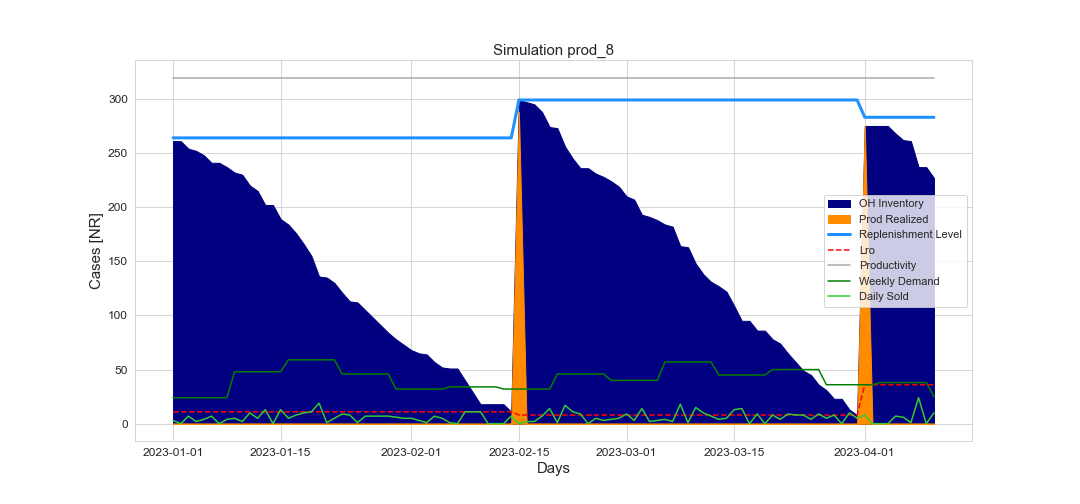 Simulation prod_8
Cases [NR]
300
250
200
150
100
50
0
OH Inventory
Prod Realized
Replenishment Level
Lro
Productivity
Weekly Demand
Daily Sold
2023-01-01
2023-01-15
2023-02-01
2023-02-15
2023-03-01
2023-03-15
2023-04-01
Days